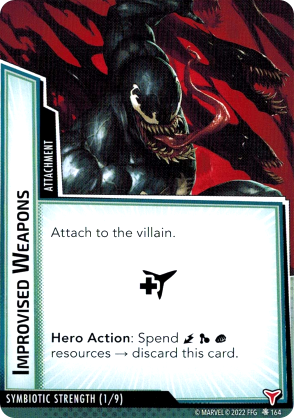 IMPROVISED WEAPONS
ATTACHMENT
Attach to the villain.
Hero Action: Spend
resources → discard this card.
SYMBIOTIC STRENGTH (1/9)
© MARVEL © 2022 FFG 164